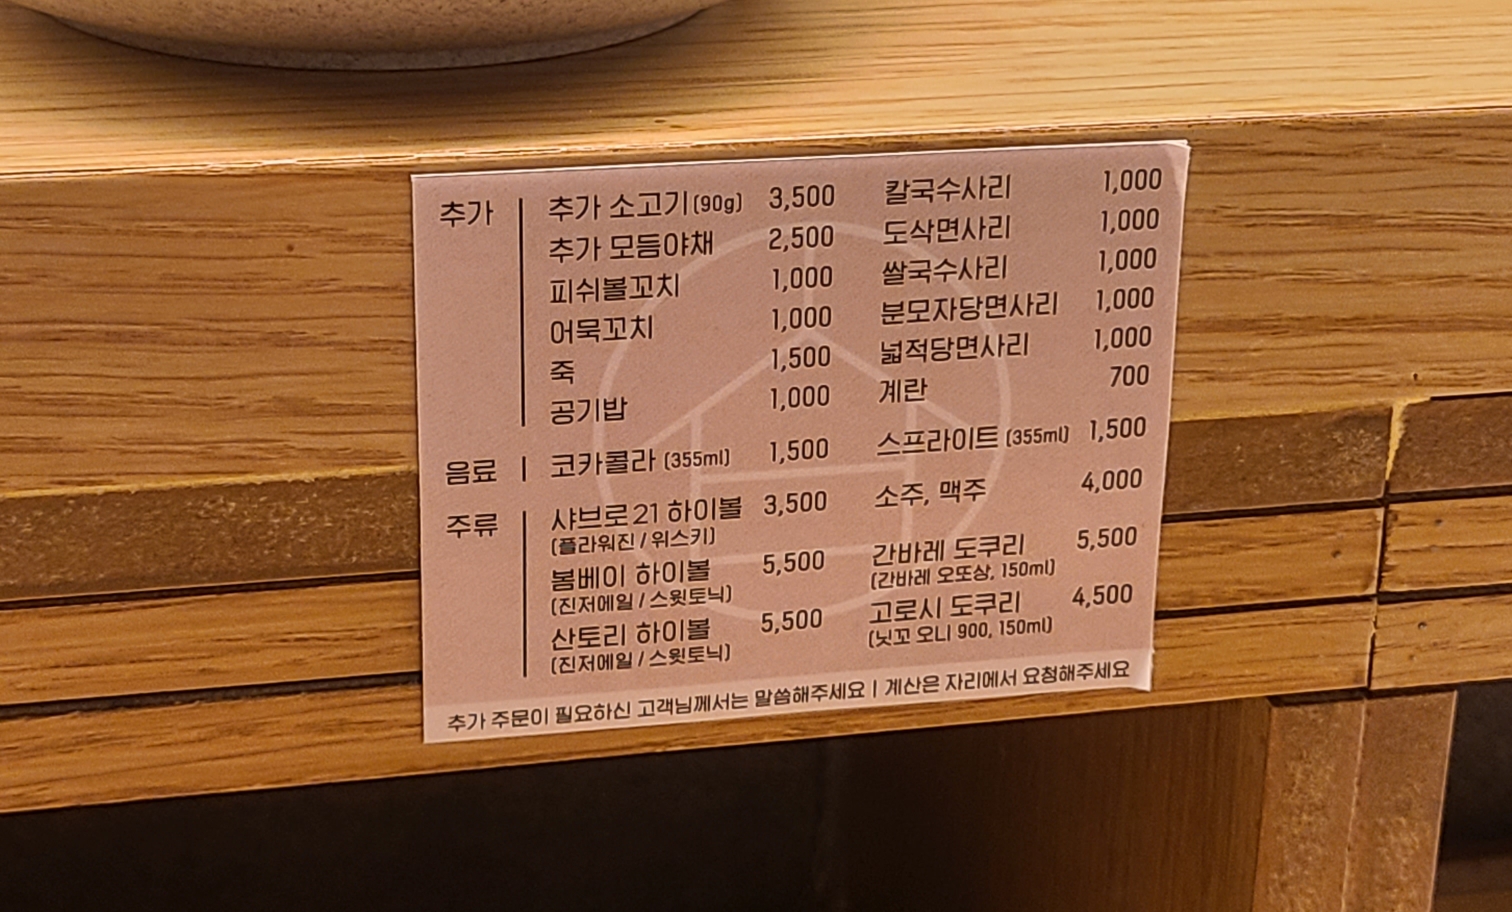 추가
추가 소고기(90g) 3,500
추가 모듬야채 2,500
피쉬볼꼬치 1,000
어묵꼬치 1,000
죽 1,500
공기밥 1,000
칼국수사리 1,000
도삭면사리 1,000
쌀국수사리 1,000
분모자당면사리 1,000
넓적당면사리 1,000
계란 700
음료
코카콜라 (355ml) 1,500
스프라이트 (355ml) 1,500
주류
샤브로21 하이볼 3,500
(플라워진 / 위스키)
봄베이 하이볼 5,500
(진저에일 / 스윗토닉)
산토리 하이볼 5,500
(진저에일 / 스윗토닉)
소주, 맥주 4,000
간바레 도쿠리 5,500
(간바레 오또상, 150ml)
고로시 도쿠리 4,500
(닛꼬 오니 900, 150ml)
추가 주문이 필요하신 고객님께서는 말씀해주세요 | 계산은 자리에서 요청해주세요